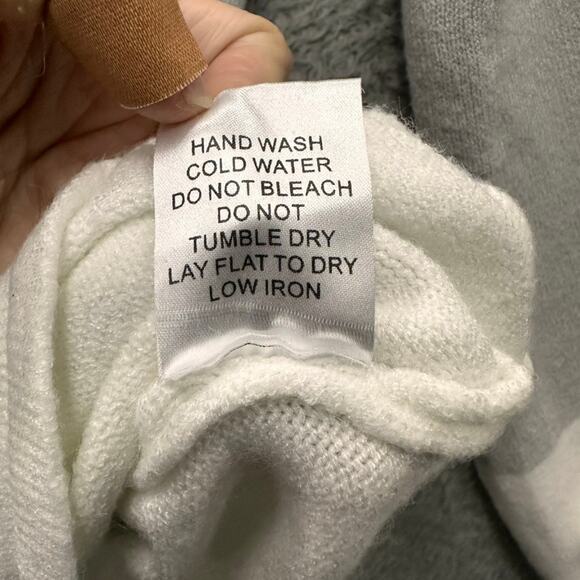 HAND WASH
COLD WATER
DO NOT BLEACH
DO NOT
TUMBLE DRY
LAY FLAT TO DRY
LOW IRON